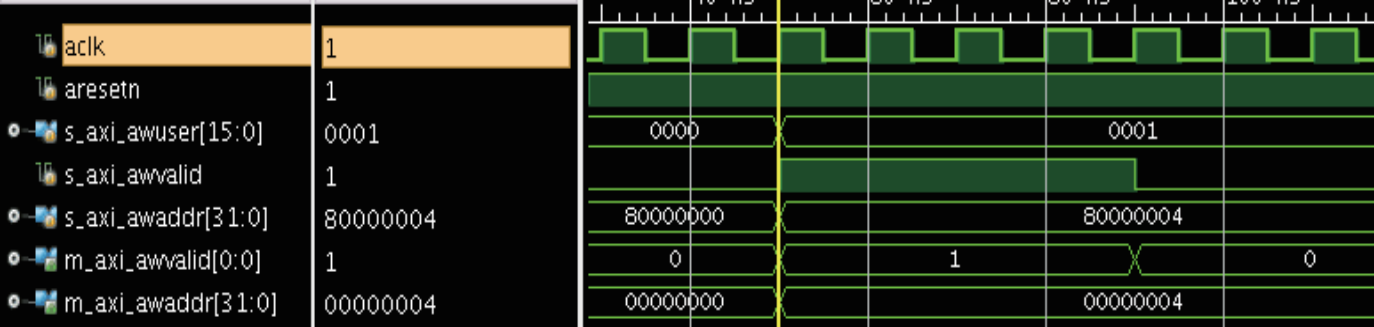 aclk 1
aresetn 1
s_axi_awuser[15:0] 0001 0000 0001
s_axi_awvalid 1
s_axi_awaddr[31:0] 80000004 80000000 80000004
m_axi_awvalid[0:0] 1 0 1 0
m_axi_awaddr[31:0] 00000004 00000000 00000004